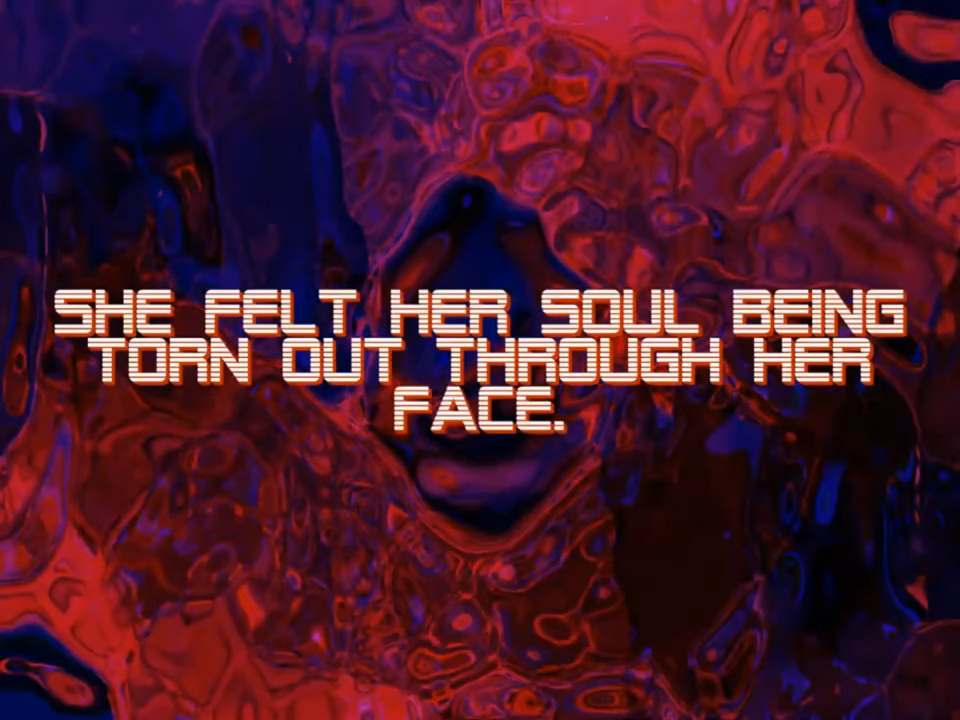 SHE FELT HER SOUL BEING
TORN OUT THROUGH HER
FACE.